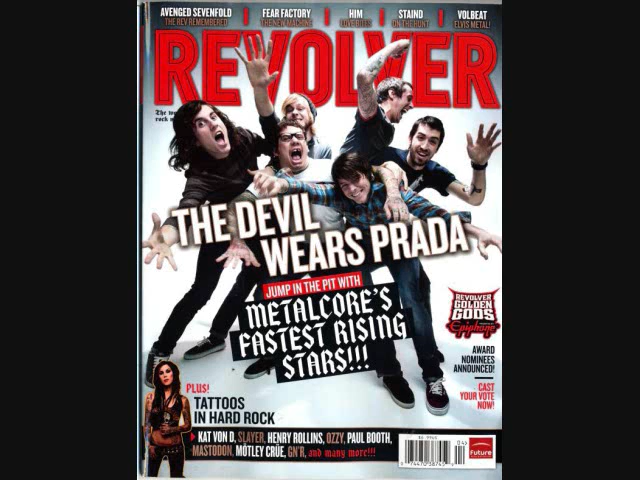 AVENGED SEVENFOLD
THE REV REMEMBERED
FEAR FACTORY
THE NEW MACHINE
HIM
LOVE BITES
STAIND
ON THE HUNT
VOLBEAT
ELVIS METAL!
REVOLVER
THE DEVIL
WEARS PRADA
JUMP IN THE PIT WITH
METALCORE'S
FASTEST RISING
STARS!!!
REVOLVER
GOLDEN
GODS
Epiphone
AWARD
NOMINEES
ANNOUNCED!
CAST
YOUR VOTE
NOW!
PLUS!
TATTOOS
IN HARD ROCK
KAT VON D, SLAYER, HENRY ROLLINS, OZZY, PAUL BOOTH,
MASTODON, MÖTLEY CRÜE, GN'R, and many more!!!
04
Future